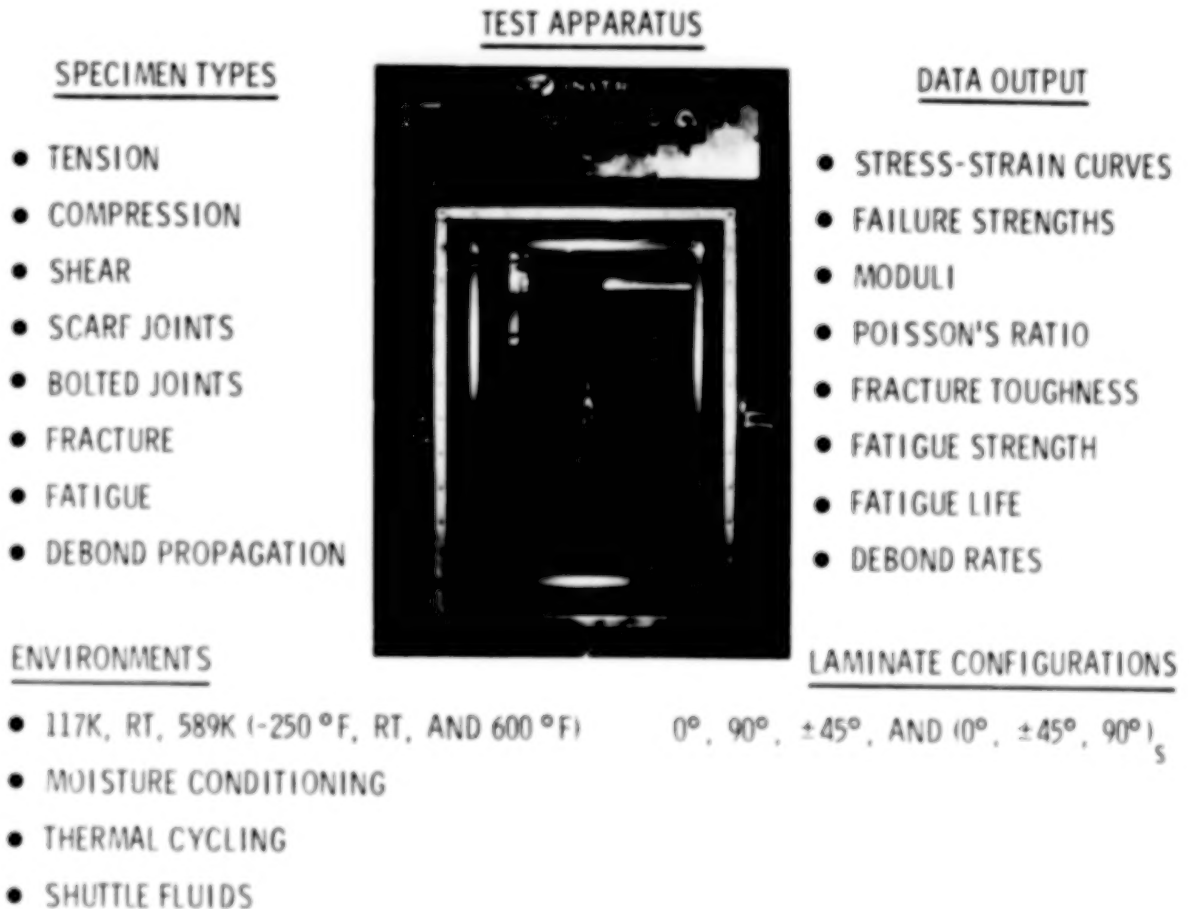 TEST APPARATUS
SPECIMEN TYPES
• TENSION
• COMPRESSION
• SHEAR
• SCARF JOINTS
• BOLTED JOINTS
• FRACTURE
• FATIGUE
• DEBOND PROPAGATION
DATA OUTPUT
• STRESS-STRAIN CURVES
• FAILURE STRENGTHS
• MODULI
• POISSON'S RATIO
• FRACTURE TOUGHNESS
• FATIGUE STRENGTH
• FATIGUE LIFE
• DEBOND RATES
ENVIRONMENTS
• 117K, RT, 589K (-250 °F, RT, AND 600 °F)
• MOISTURE CONDITIONING
• THERMAL CYCLING
• SHUTTLE FLUIDS
LAMINATE CONFIGURATIONS
0°, 90°, ±45°, AND (0°, ±45°, 90°)s